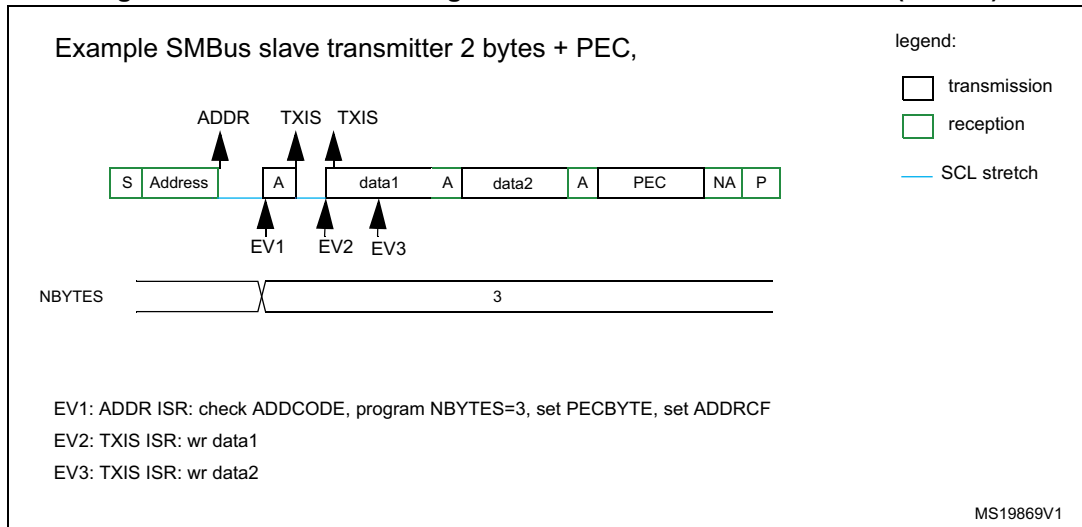 Example SMBus slave transmitter 2 bytes + PEC,
legend:
transmission
reception
SCL stretch
ADDR TXIS TXIS
S Address A data1 A data2 A PEC NA P
EV1 EV2 EV3
NBYTES 3
EV1: ADDR ISR: check ADDCODE, program NBYTES=3, set PECBYTE, set ADDRCF
EV2: TXIS ISR: wr data1
EV3: TXIS ISR: wr data2
MS19869V1